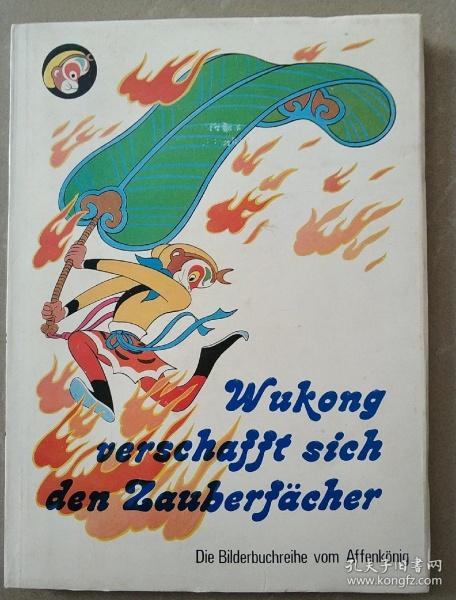 Wukong
verschafft sich
den Zauberfächer
Die Bilderbuchreihe vom Affenkönig
孔夫子旧书网
www.kongfz.com